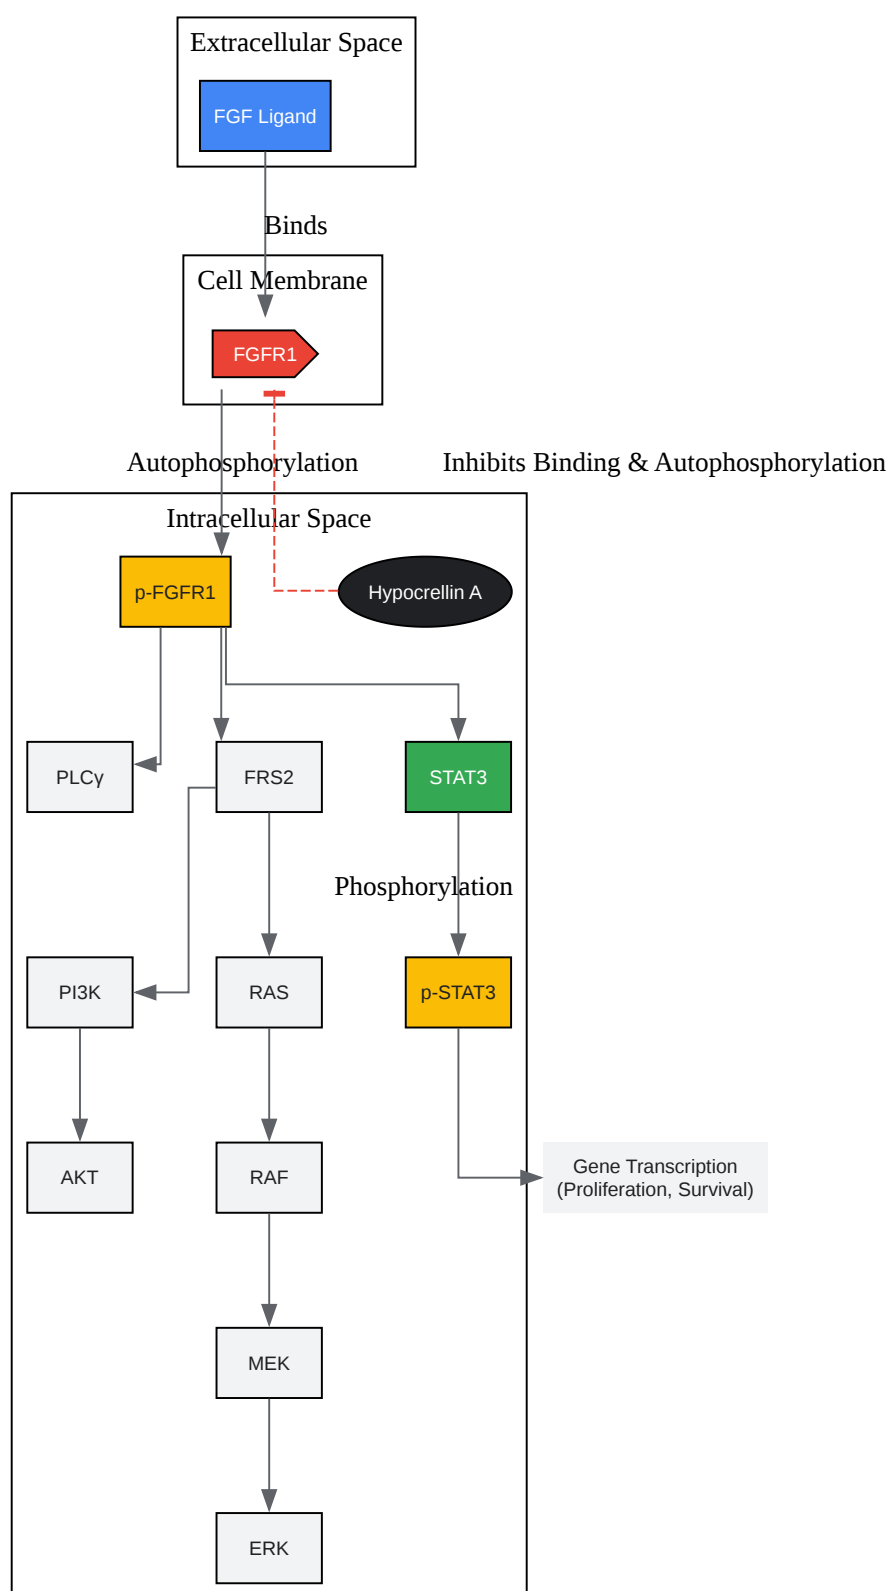 Extracellular Space
FGF Ligand
Binds
Cell Membrane
FGFR1
Autophosphorylation
Inhibits Binding & Autophosphorylation
Intracellular Space
p-FGFR1
Hypocrellin A
PLCγ
FRS2
STAT3
Phosphorylation
PI3K
RAS
p-STAT3
AKT
RAF
Gene Transcription
(Proliferation, Survival)
MEK
ERK